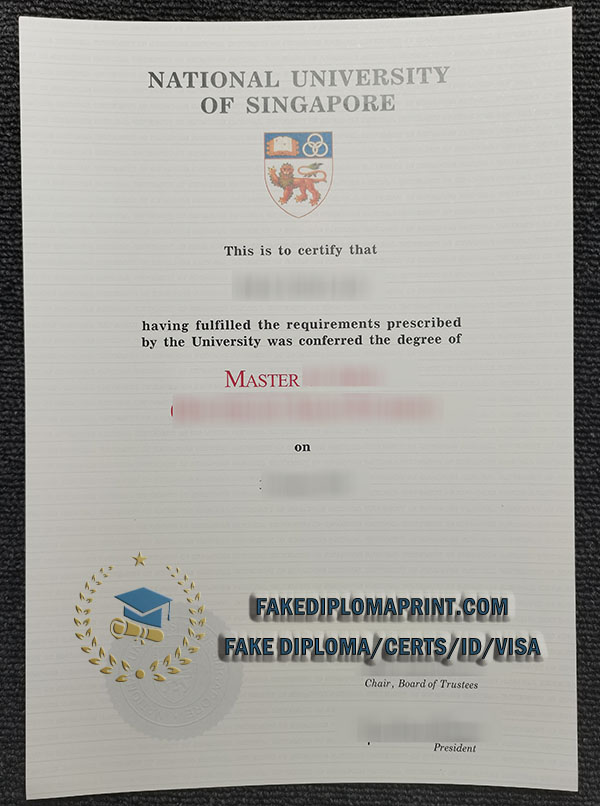 NATIONAL UNIVERSITY
OF SINGAPORE
This is to certify that
having fulfilled the requirements prescribed
by the University was conferred the degree of
MASTER
on
FAKEDIPLOMAPRINT.COM
FAKE DIPLOMA/CERTS/ID/VISA
Chair, Board of Trustees
President